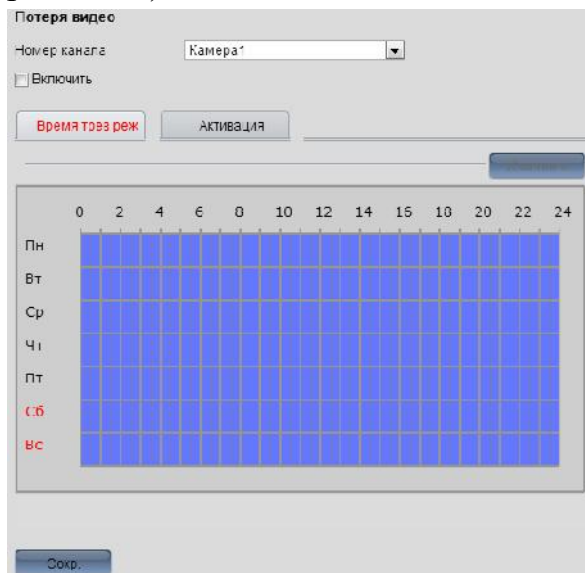 Потеря видео
Номер канала Камера1
Включить
Время трев реж Активация
0 2 4 6 8 10 12 14 16 18 20 22 24
Пн
Вт
Ср
Чт
Пт
Сб
Вс
Сохр.